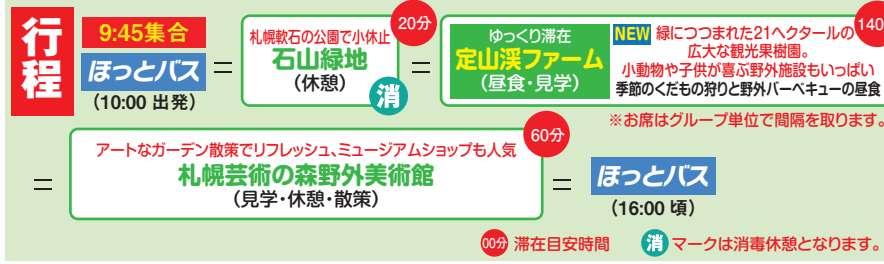 行程
9:45集合
ほっとバス
(10:00 出発)
＝
20分
札幌軟石の公園で小休止
石山緑地
(休憩)
消
＝
140
ゆっくり滞在
定山渓ファーム
(昼食・見学)
NEW 緑につつまれた21ヘクタールの
広大な観光果樹園。
小動物や子供が喜ぶ野外施設もいっぱい
季節のくだもの狩りと野外バーベキューの昼食
※お席はグループ単位で間隔を取ります。
＝
60分
アートなガーデン散策でリフレッシュ、ミュージアムショップも人気
札幌芸術の森野外美術館
(見学・休憩・散策)
＝
ほっとバス
(16:00 頃)
00分 滞在目安時間 消 マークは消毒休憩となります。